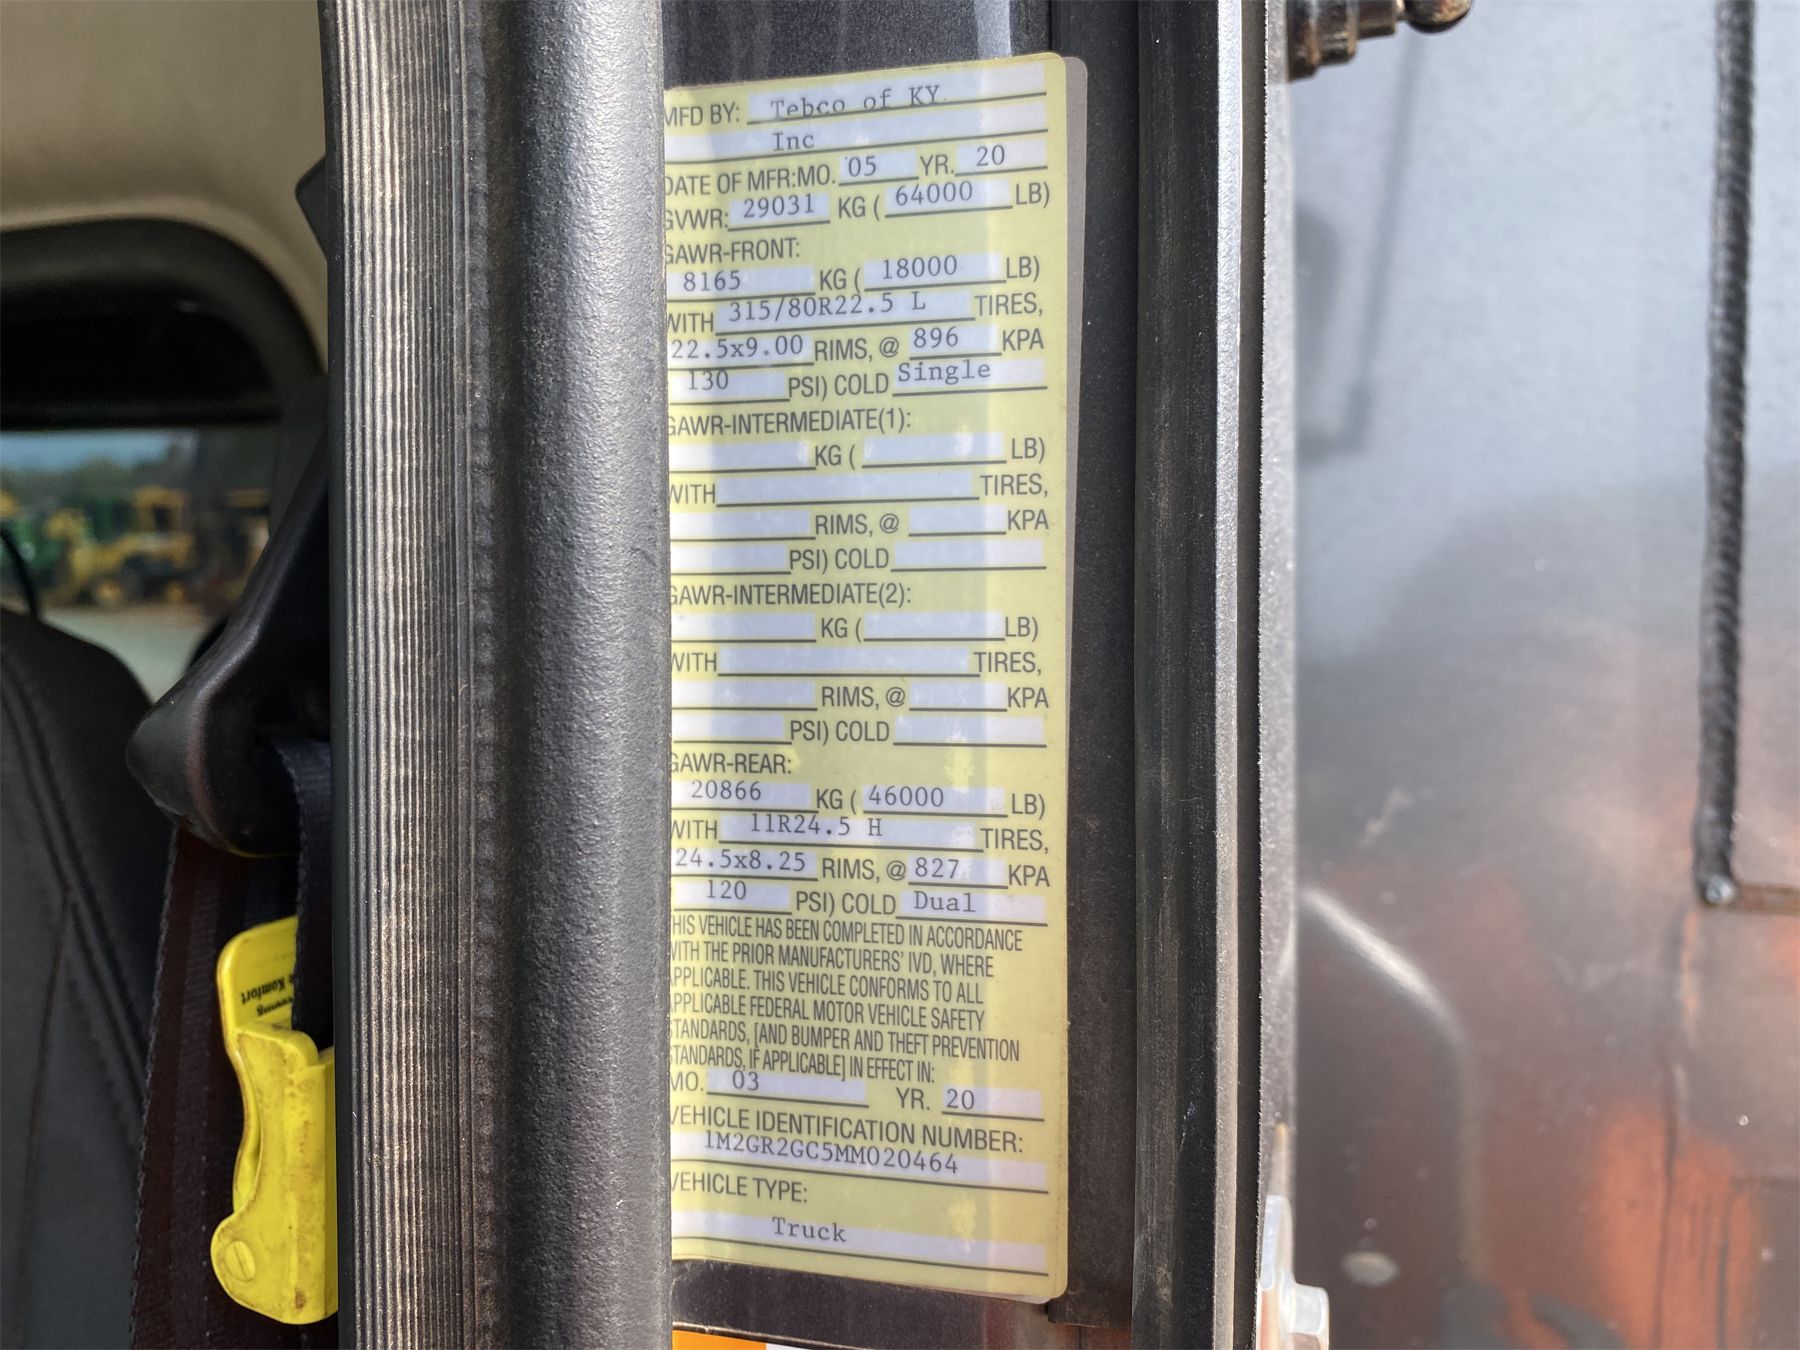 MFD BY: Tebco of KY
Inc
DATE OF MFR:MO. 05 YR. 20
GVWR: 29031 KG ( 64000 LB)
GAWR-FRONT:
8165 KG ( 18000 LB)
WITH 315/80R22.5 L TIRES,
22.5x9.00 RIMS, @ 896 KPA
130 PSI) COLD Single
GAWR-INTERMEDIATE(1):
KG ( LB)
WITH TIRES,
RIMS, @ KPA
PSI) COLD
GAWR-INTERMEDIATE(2):
KG ( LB)
WITH TIRES,
RIMS, @ KPA
PSI) COLD
GAWR-REAR:
20866 KG ( 46000 LB)
WITH 11R24.5 H TIRES,
24.5x8.25 RIMS, @ 827 KPA
120 PSI) COLD Dual
THIS VEHICLE HAS BEEN COMPLETED IN ACCORDANCE
WITH THE PRIOR MANUFACTURERS' IVD, WHERE
APPLICABLE. THIS VEHICLE CONFORMS TO ALL
APPLICABLE FEDERAL MOTOR VEHICLE SAFETY
STANDARDS, [AND BUMPER AND THEFT PREVENTION
STANDARDS, IF APPLICABLE] IN EFFECT IN:
MO. 03 YR. 20
VEHICLE IDENTIFICATION NUMBER:
1M2GR2GC5MM020464
VEHICLE TYPE:
Truck
Komfort